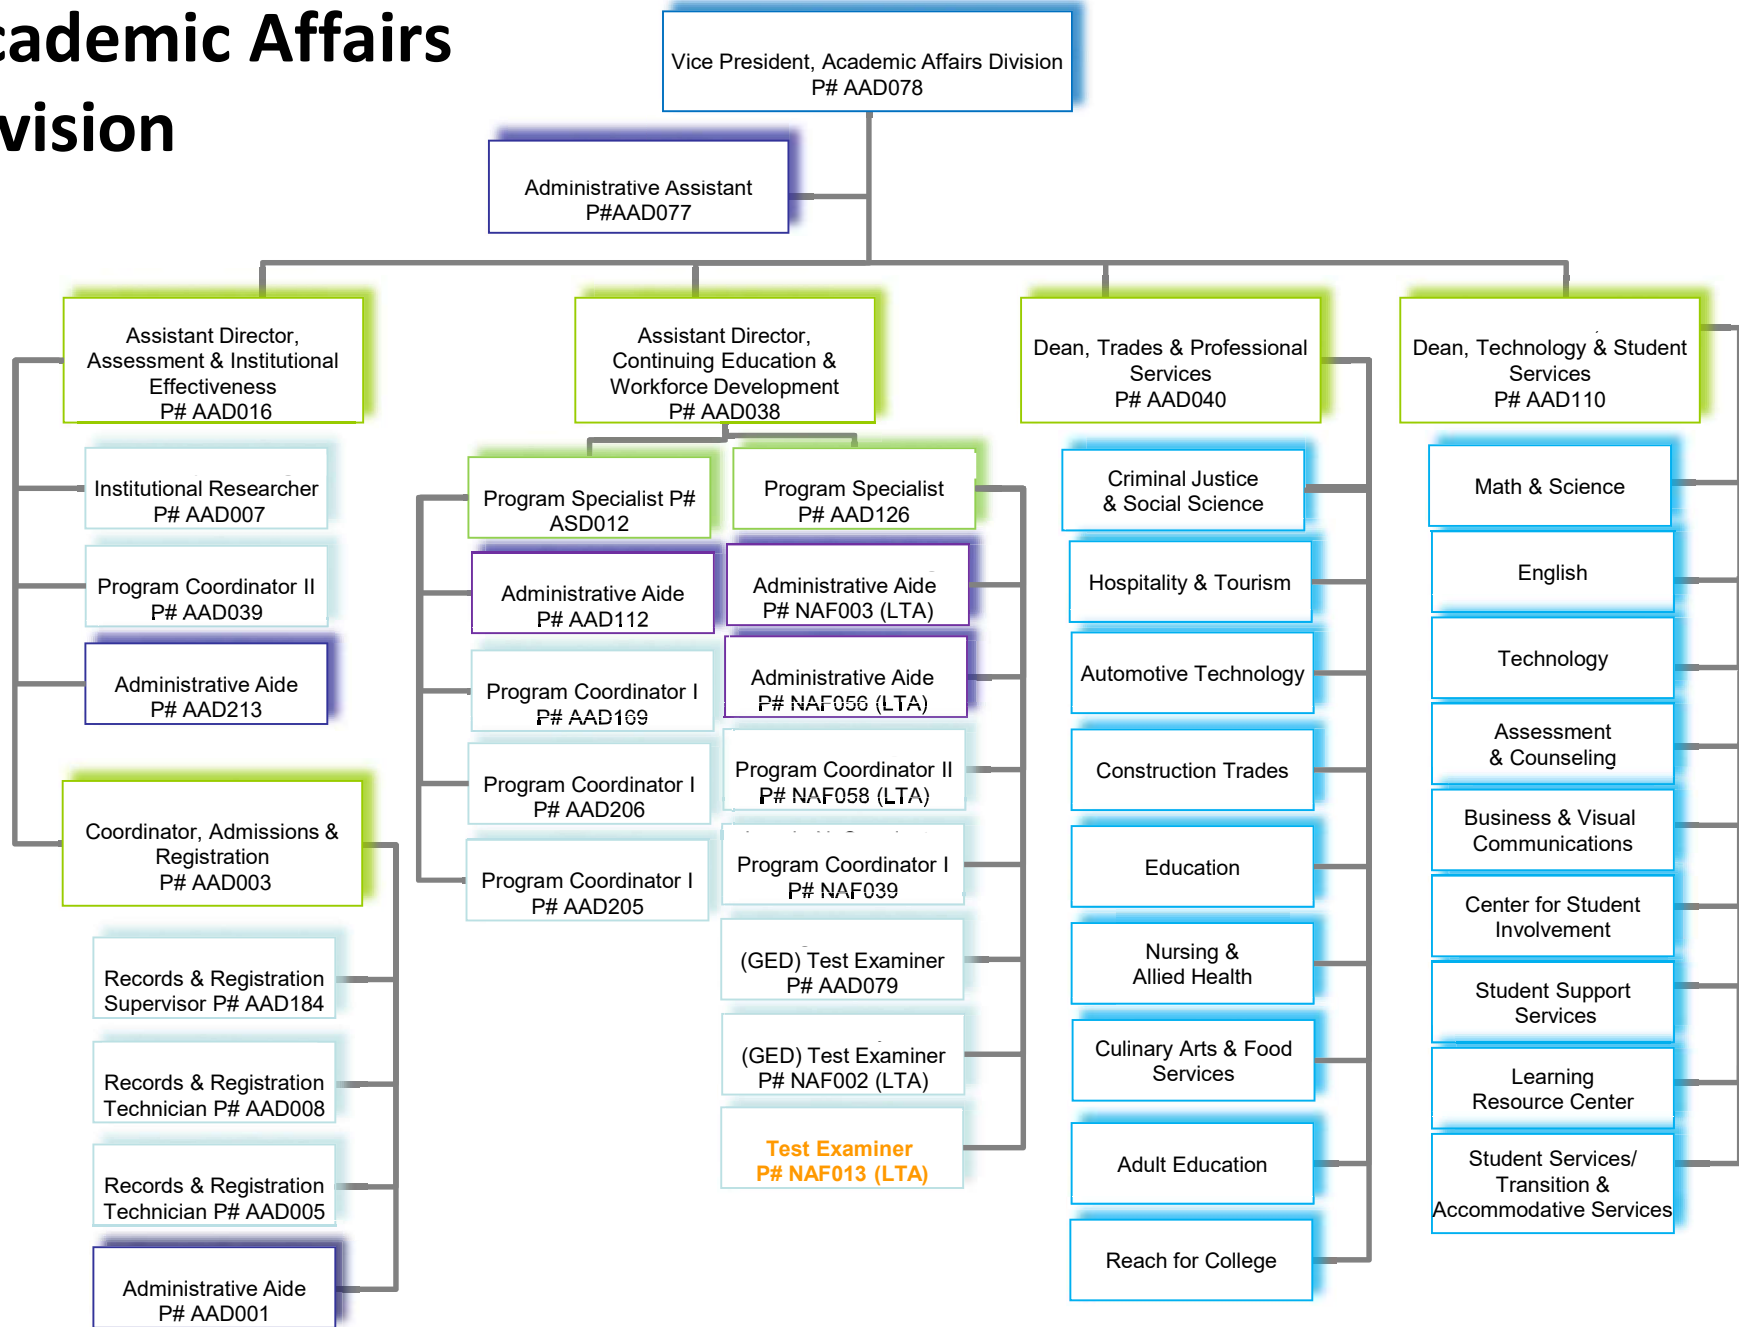 cademic Affairs
vision
Vice President, Academic Affairs Division
P# AAD078
Administrative Assistant
P#AAD077
Assistant Director,
Assessment & Institutional
Effectiveness
P# AAD016
Institutional Researcher
P# AAD007
Program Coordinator II
P# AAD039
Administrative Aide
P# AAD213
Coordinator, Admissions &
Registration
P# AAD003
Records & Registration
Supervisor P# AAD184
Records & Registration
Technician P# AAD008
Records & Registration
Technician P# AAD005
Administrative Aide
P# AAD001
Assistant Director,
Continuing Education &
Workforce Development
P# AAD038
Program Specialist P#
ASD012
Administrative Aide
P# AAD112
Program Coordinator I
P# AAD169
Program Coordinator I
P# AAD206
Program Coordinator I
P# AAD205
Program Specialist
P# AAD126
Administrative Aide
P# NAF003 (LTA)
Administrative Aide
P# NAF056 (LTA)
Program Coordinator II
P# NAF058 (LTA)
Program Coordinator I
P# NAF039
(GED) Test Examiner
P# AAD079
(GED) Test Examiner
P# NAF002 (LTA)
Test Examiner
P# NAF013 (LTA)
Dean, Trades & Professional
Services
P# AAD040
Criminal Justice
& Social Science
Hospitality & Tourism
Automotive Technology
Construction Trades
Education
Nursing &
Allied Health
Culinary Arts & Food
Services
Adult Education
Reach for College
Dean, Technology & Student
Services
P# AAD110
Math & Science
English
Technology
Assessment
& Counseling
Business & Visual
Communications
Center for Student
Involvement
Student Support
Services
Learning
Resource Center
Student Services/
Transition &
Accommodative Services